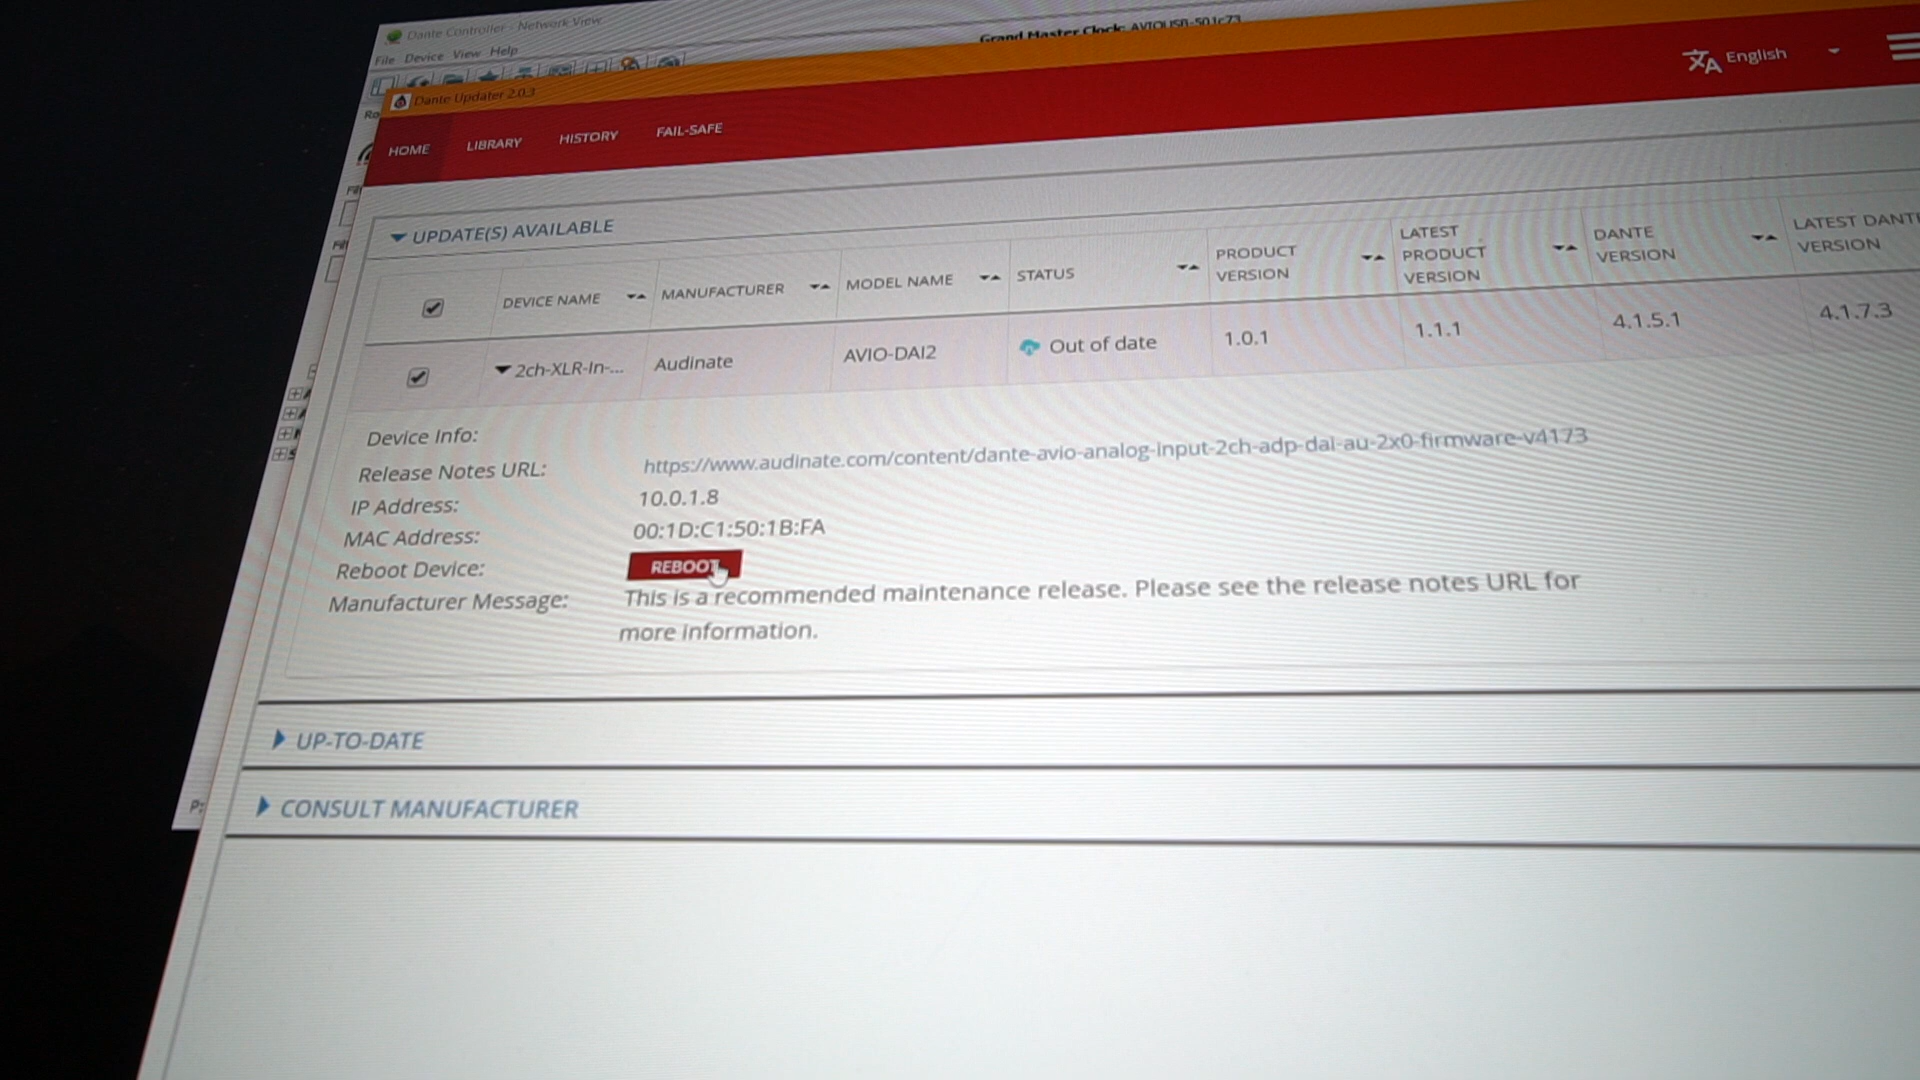 Dante Controller - Network View
File Device View Help
Grand Master Clock: AVIOUSB-501c73
Dante Updater 2.0.3
English
HOME LIBRARY HISTORY FAIL-SAFE
UPDATE(S) AVAILABLE
DEVICE NAME MANUFACTURER MODEL NAME STATUS PRODUCT VERSION LATEST PRODUCT VERSION DANTE VERSION LATEST DANTE VERSION
2ch-XLR-In-... Audinate AVIO-DAI2 Out of date 1.0.1 1.1.1 4.1.5.1 4.1.7.3
Device Info:
Release Notes URL: https://www.audinate.com/content/dante-avio-analog-input-2ch-adp-dai-au-2x0-firmware-v4173
IP Address: 10.0.1.8
MAC Address: 00:1D:C1:50:1B:FA
Reboot Device: REBOOT
Manufacturer Message: This is a recommended maintenance release. Please see the release notes URL for
more information.
UP-TO-DATE
CONSULT MANUFACTURER